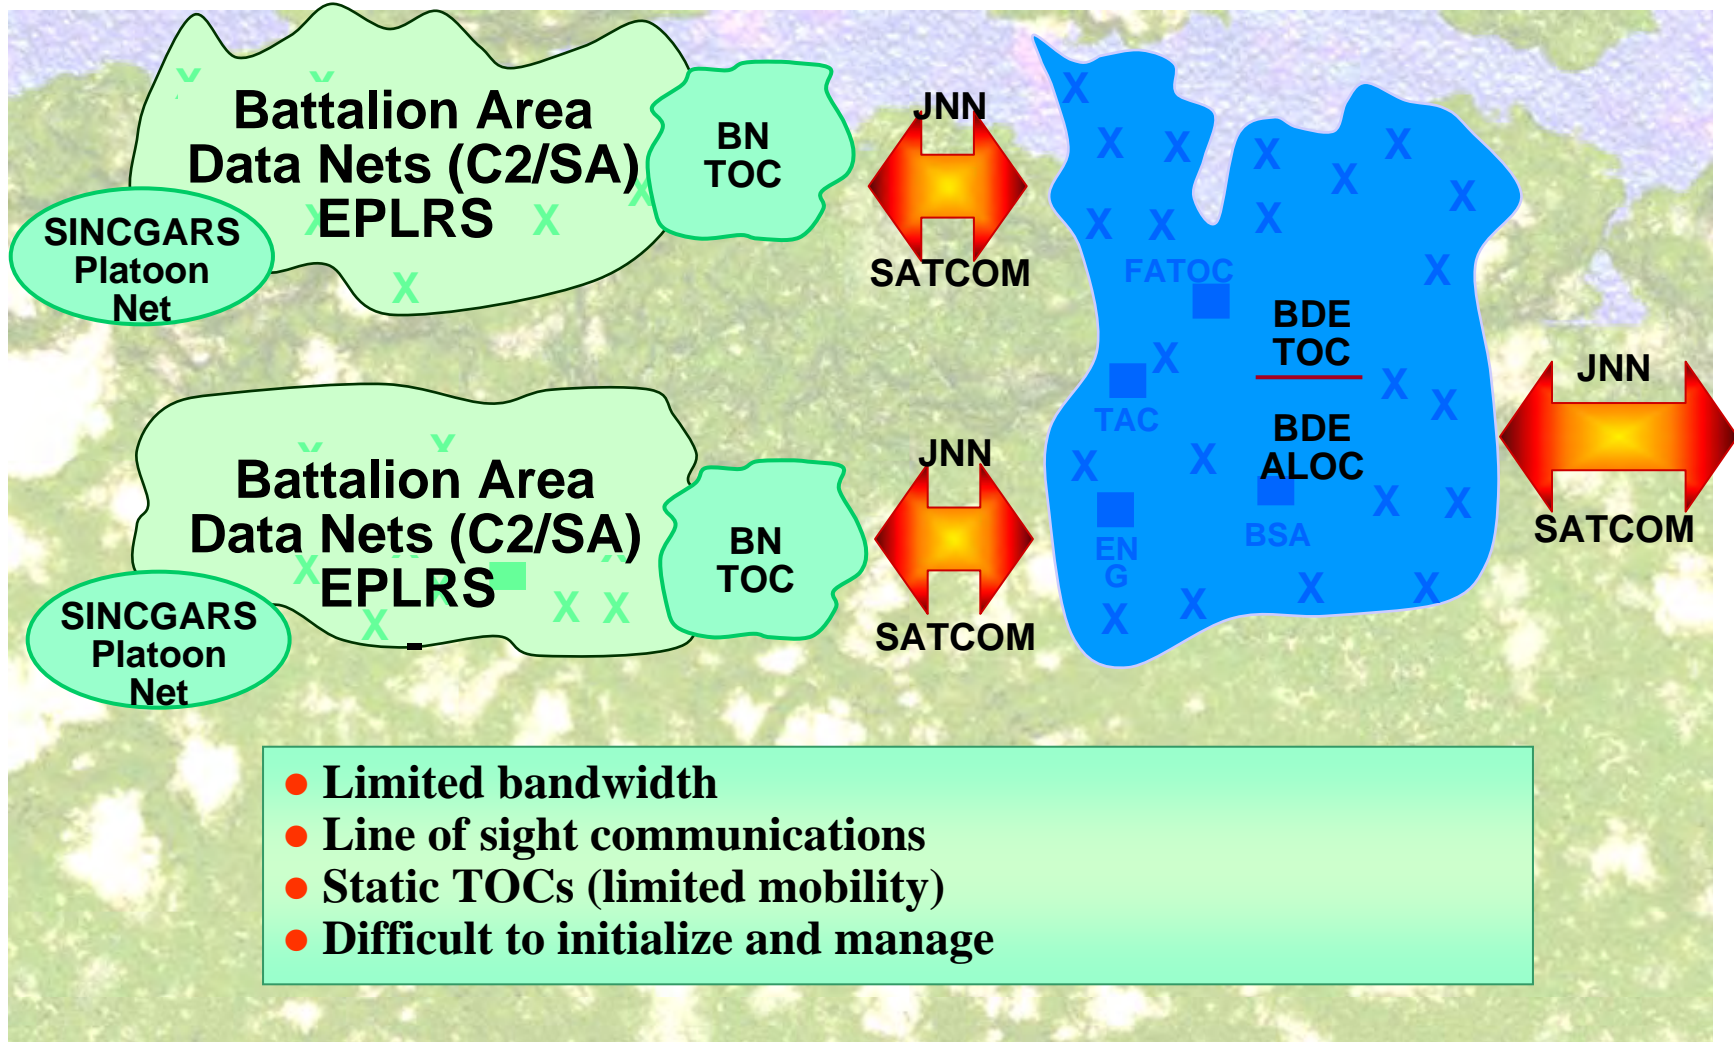 Battalion Area
Data Nets (C2/SA)
EPLRS
BN
TOC
SINCGARS
Platoon
Net
JNN
SATCOM
Battalion Area
Data Nets (C2/SA)
EPLRS
-
BN
TOC
SINCGARS
Platoon
Net
JNN
SATCOM
X
X
X
X
X
X
X
X
X
X
X
FATOC
X
BDE
TOC
X
TAC
X
X
BDE
ALOC
X
X
X
X
EN
G
BSA
X
X
X
X
JNN
SATCOM
X
X
X
X
X
X
X
X
X
X
X
X
X
• Limited bandwidth
• Line of sight communications
• Static TOCs (limited mobility)
• Difficult to initialize and manage